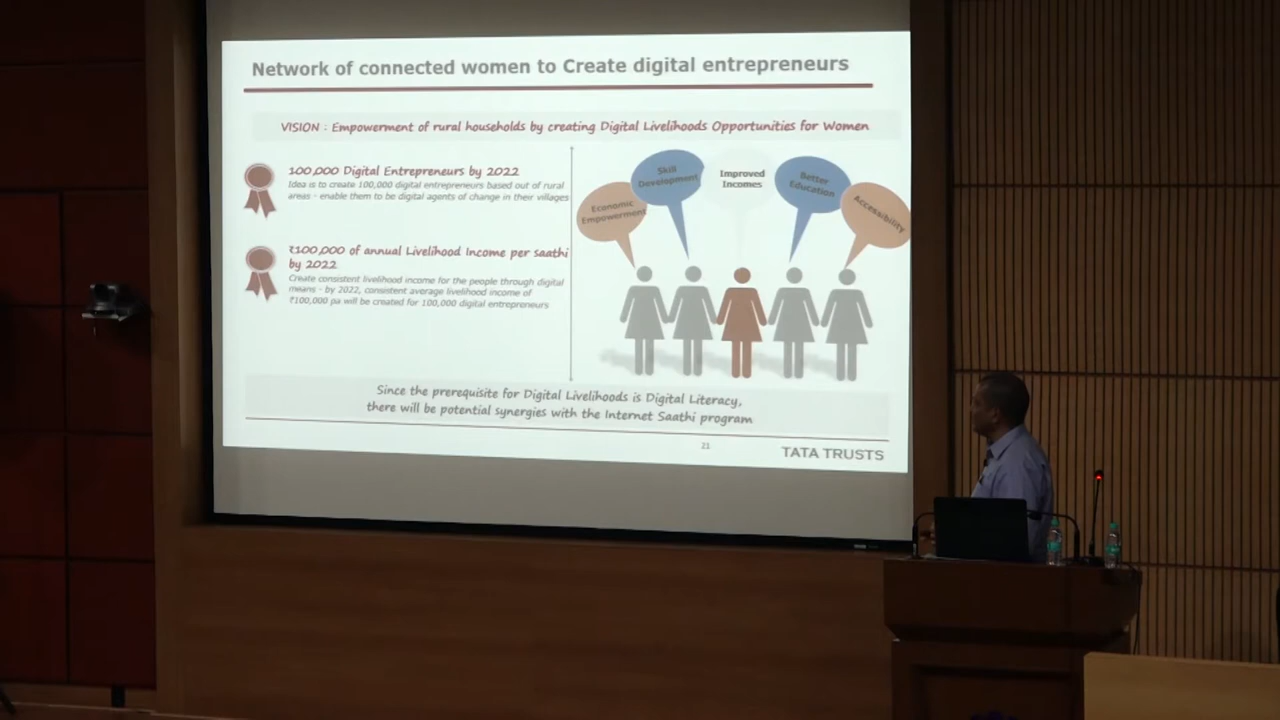 Network of connected women to Create digital entrepreneurs
VISION : Empowerment of rural households by creating Digital Livelihoods Opportunities for Women
100,000 Digital Entrepreneurs by 2022
Idea is to create 100,000 digital entrepreneurs based out of rural
areas - enable them to be digital agents of change in their villages
₹100,000 of annual Livelihood Income per saathi
by 2022
Create consistent livelihood income for the people through digital
means - by 2022, consistent average livelihood income of
₹100,000 pa will be created for 100,000 digital entrepreneurs
Economic
Empowerment
Skill
Development
Improved
Incomes
Better
Education
Accessibility
Since the prerequisite for Digital Livelihoods is Digital Literacy,
there will be potential synergies with the Internet Saathi program
21
TATA TRUSTS